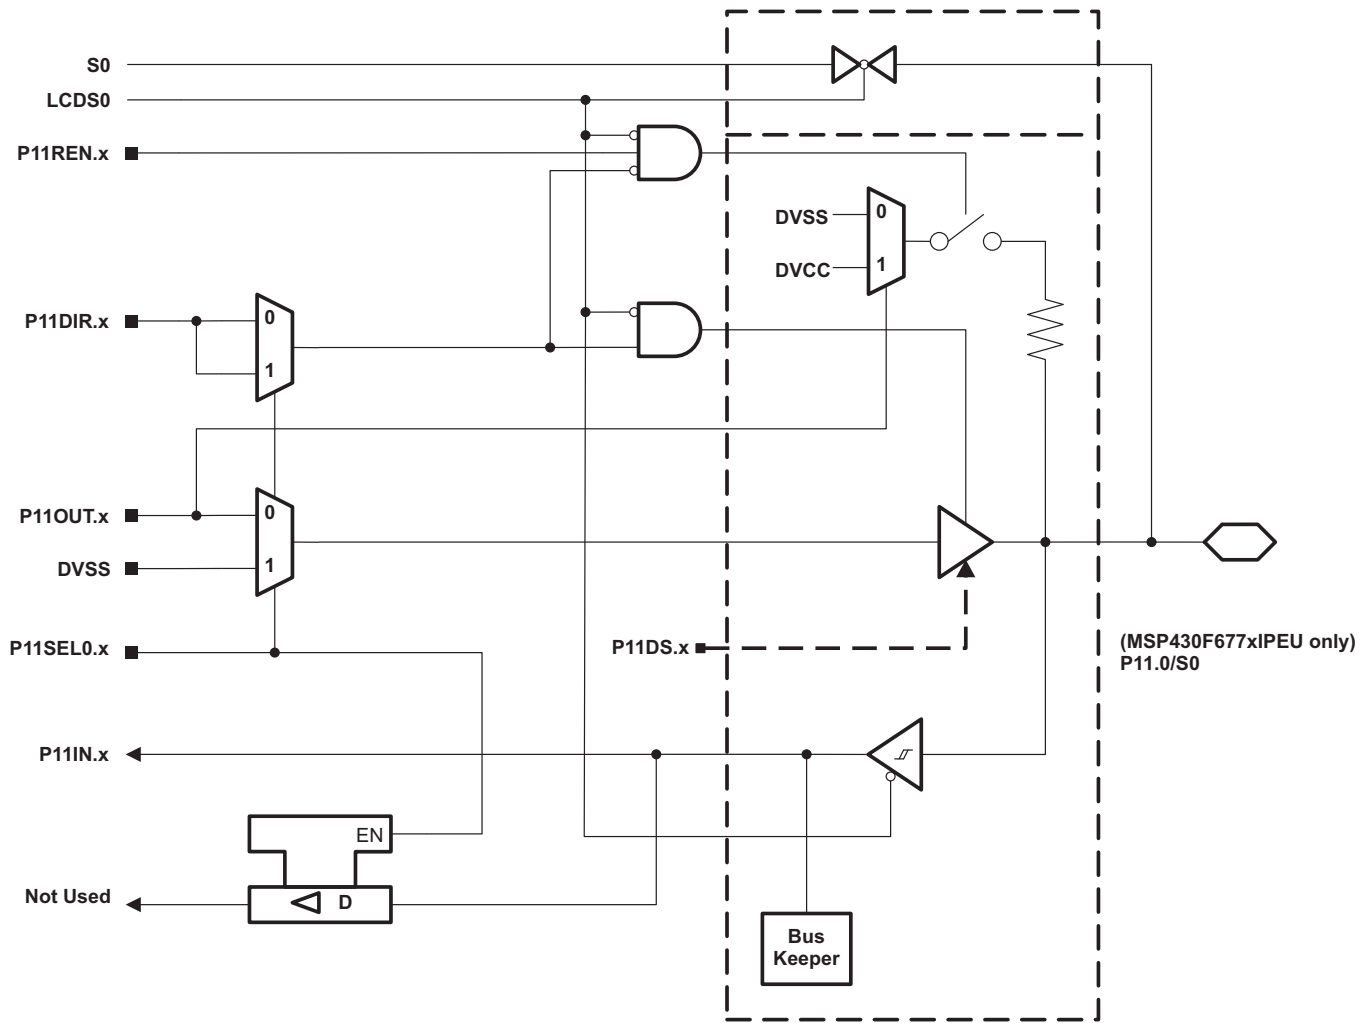 S0
LCDS0
P11REN.x
DVSS
0
DVCC
1
P11DIR.x
0
1
P11OUT.x
0
DVSS
1
P11SEL0.x
P11DS.x
(MSP430F677xIPEU only)
P11.0/S0
P11IN.x
EN
Not Used
D
Bus
Keeper